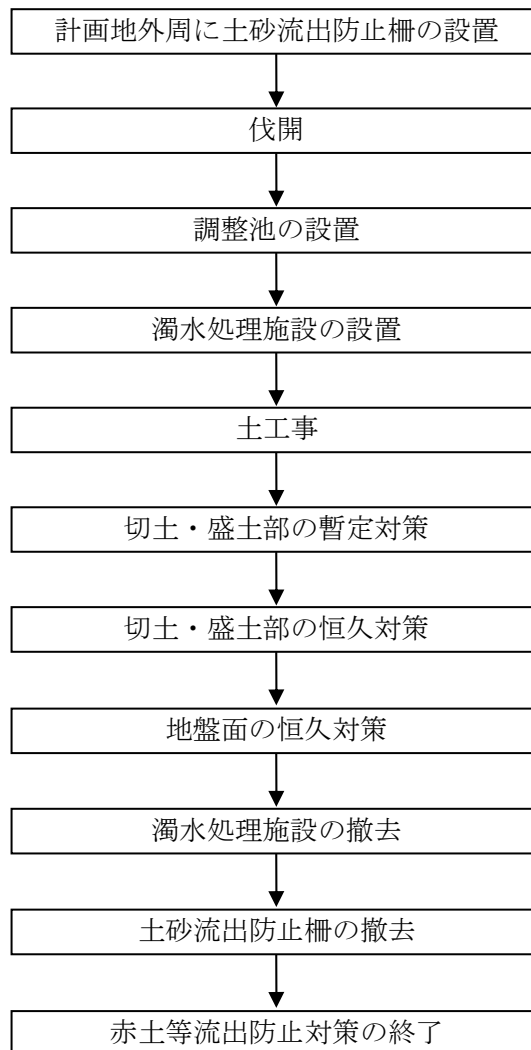 計画地外周に土砂流出防止柵の設置
伐開
調整池の設置
濁水処理施設の設置
土工事
切土・盛土部の暫定対策
切土・盛土部の恒久対策
地盤面の恒久対策
濁水処理施設の撤去
土砂流出防止柵の撤去
赤土等流出防止対策の終了